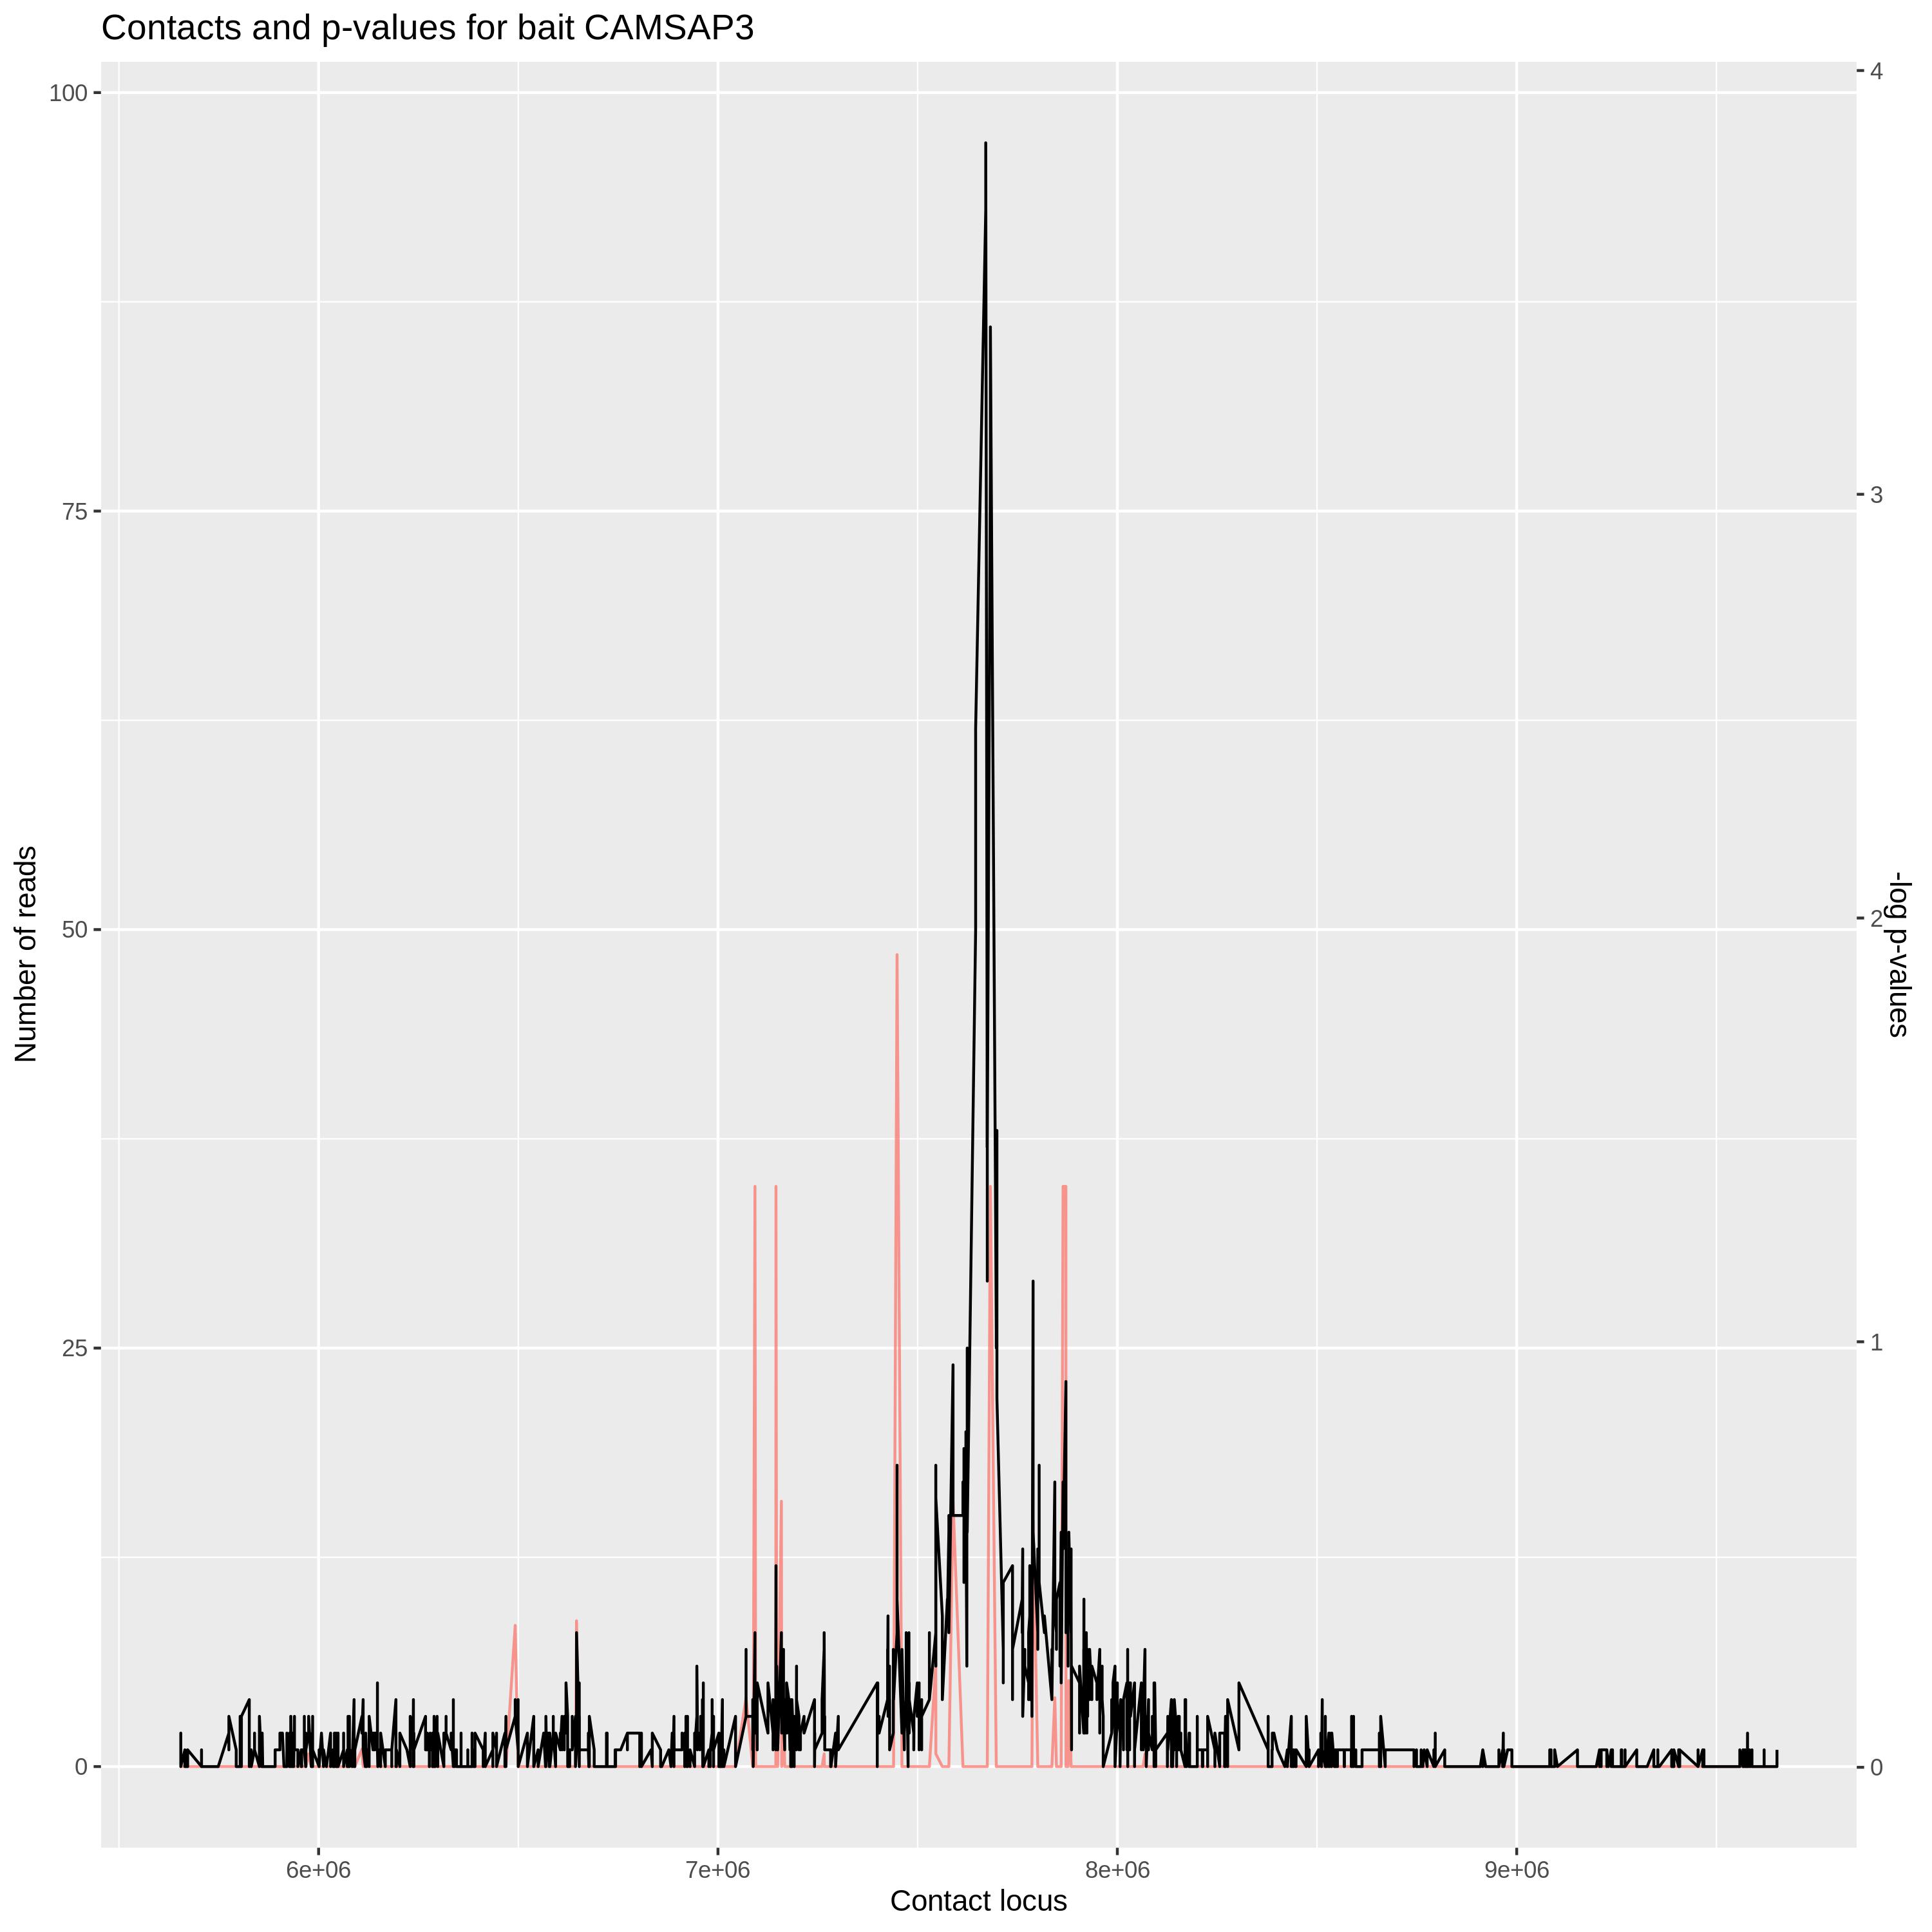 Contacts and p-values for bait CAMSAP3
100
75
50
25
0
Number of reads
4
3
2
1
0
-log p-values
6e+06
7e+06
8e+06
9e+06
Contact locus